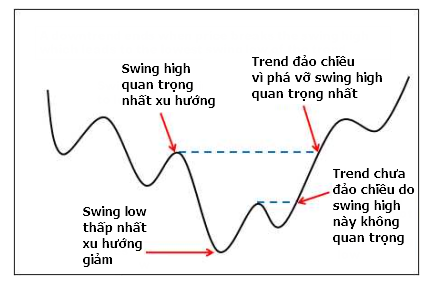 Swing high
quan trọng
nhất xu hướng
Trend đảo chiều
vì phá vỡ swing high
quan trọng nhất
Swing low
thấp nhất
xu hướng
giảm
Trend chưa
đảo chiều do
swing high
này không
quan trọng